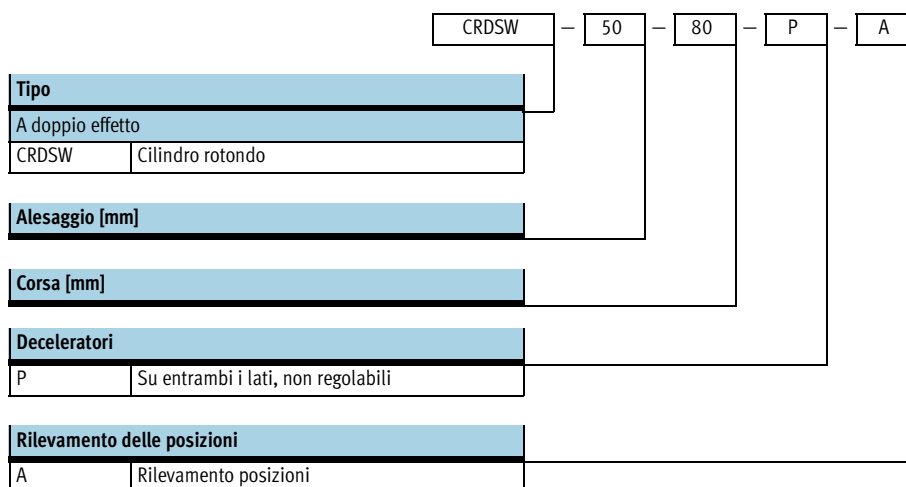 CRDSW – 50 – 80 – P – A
Tipo
A doppio effetto
CRDSW Cilindro rotondo
Alesaggio [mm]
Corsa [mm]
Deceleratori
P Su entrambi i lati, non regolabili
Rilevamento delle posizioni
A Rilevamento posizioni